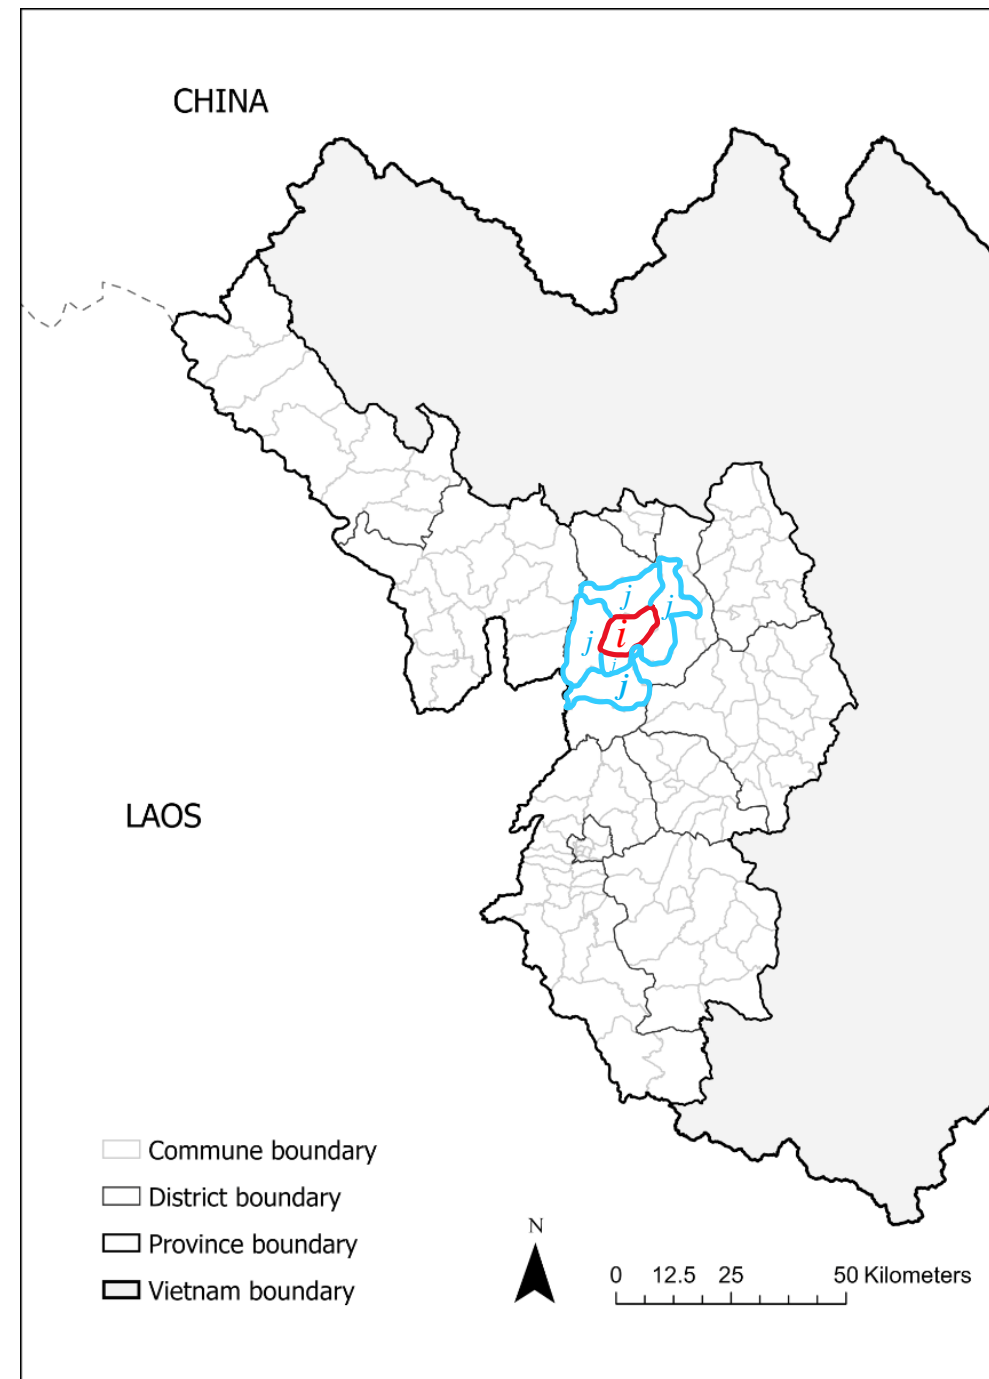 CHINA
j
j
i
j
j
j
LAOS
Commune boundary
District boundary
Province boundary
Vietnam boundary
N
0 12.5 25 50 Kilometers